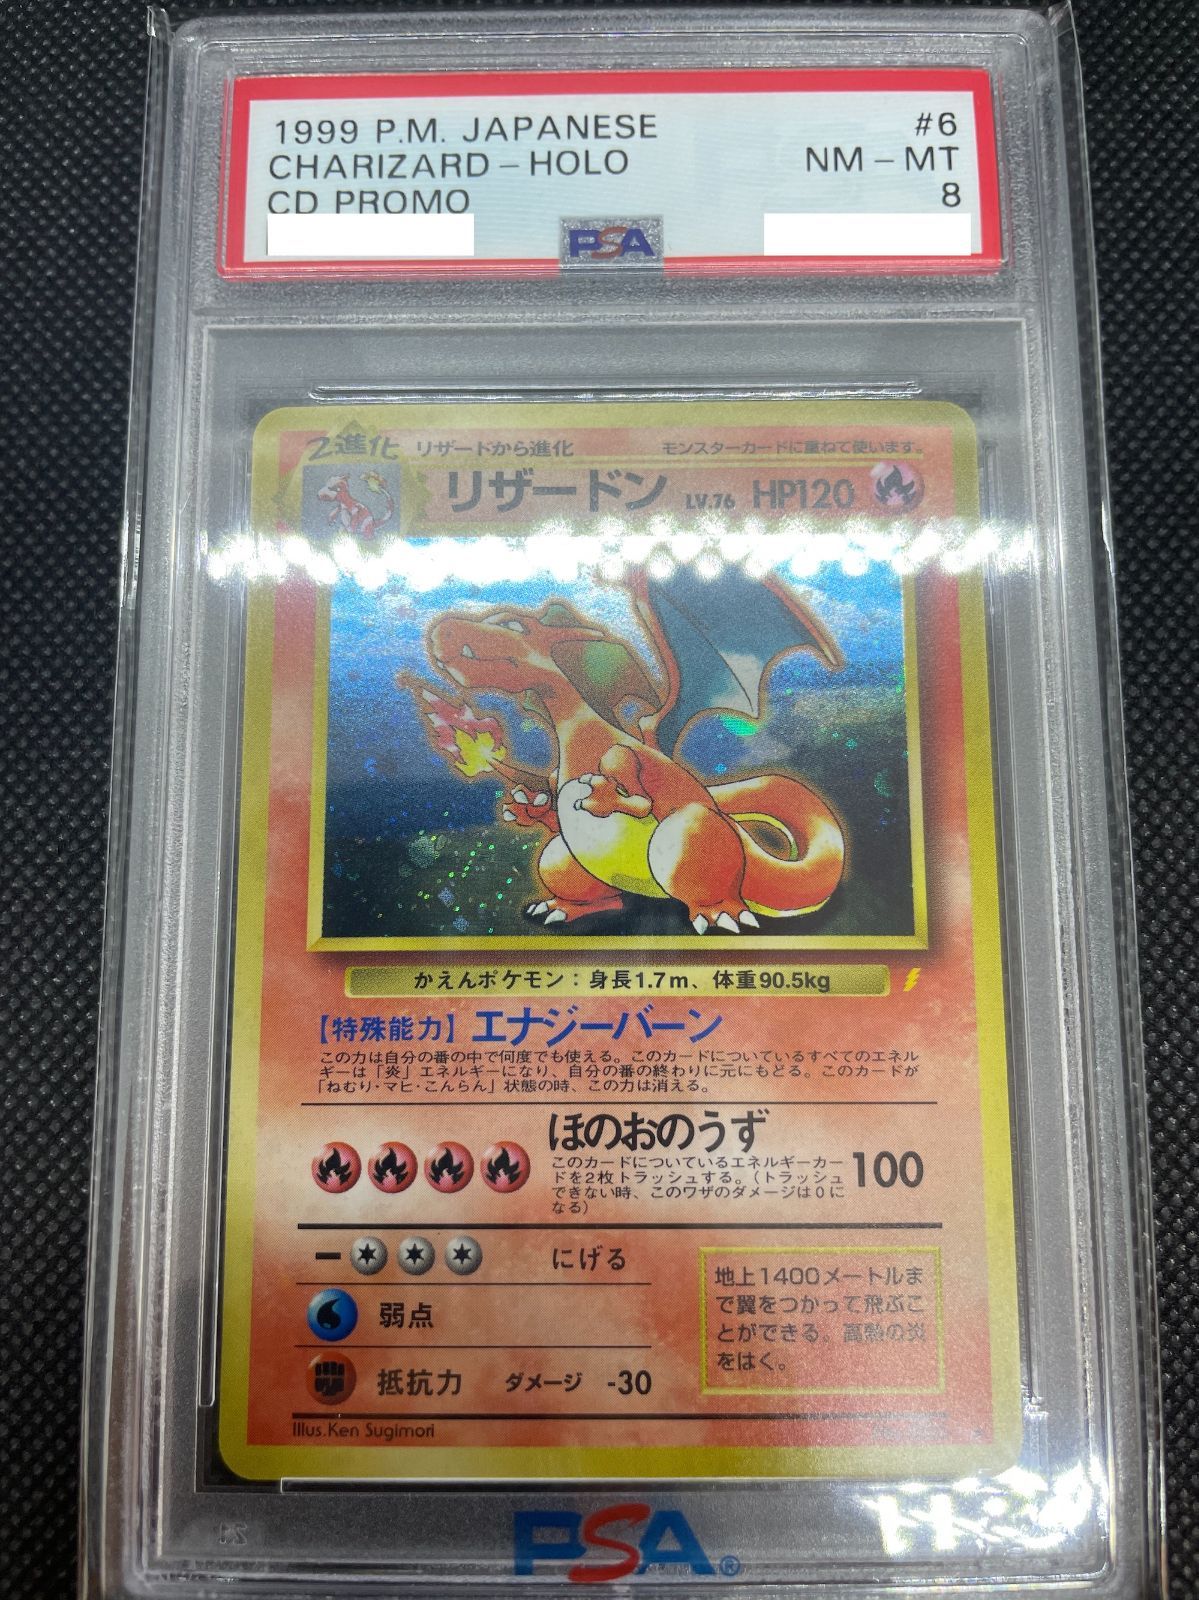 1999 P.M. JAPANESE #6
CHARIZARD - HOLO NM - MT
CD PROMO 8
PSA
2進化 リザードから進化 モンスターカードに重ねて使います。
リザードン LV.76 HP120
かえんポケモン：身長1.7m、体重90.5kg
【特殊能力】エナジーバーン
この力は自分の番の中で何度でも使える。このカードについているすべてのエネル
ギーは「炎」エネルギーになり、自分の番の終わりに元にもどる。このカードが
「ねむり・マヒ・こんらん」状態の時、この力は消える。
ほのおのうず
このカードについているエネルギーカー
ドを2枚トラッシュする。（トラッシュ
できない時、このワザのダメージは0に
なる）
100
にげる
弱点
抵抗力 ダメージ -30
地上1400メートルま
で翼をつかって飛ぶこ
とができる。高熱の炎
をはく。
Illus. Ken Sugimori
PSA®